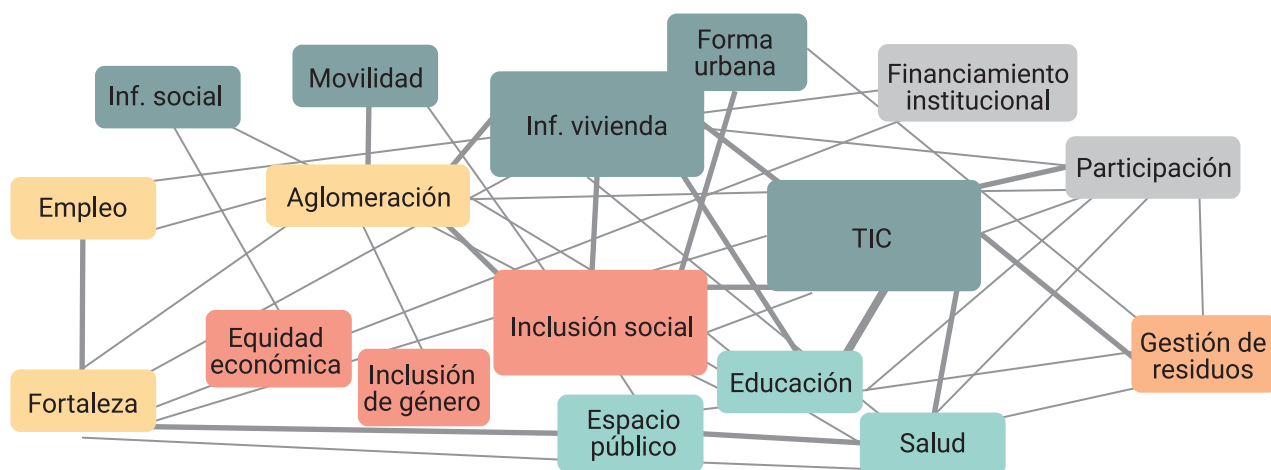 Forma
urbana
Movilidad
Financiamiento
institucional
Inf. social
Inf. vivienda
Participación
Aglomeración
Empleo
TIC
Inclusión social
Equidad
económica
Gestión de
residuos
Inclusión
de género
Educación
Fortaleza
Espacio
público
Salud